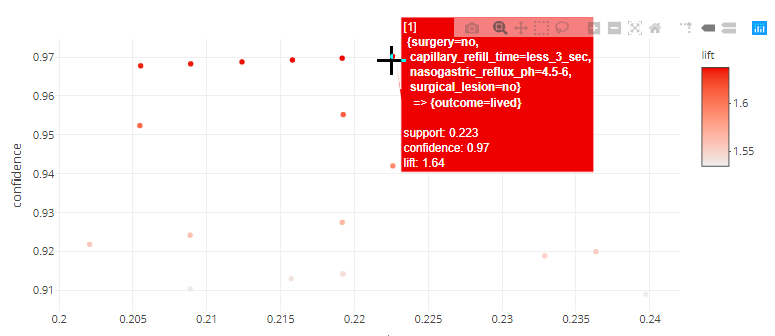 [1]
{surgery=no,
capillary_refill_time=less_3_sec,
nasogastric_reflux_ph=4.5-6,
surgical_lesion=no}
=> {outcome=lived}
support: 0.223
confidence: 0.97
lift: 1.64
lift
1.6
1.55
confidence
0.97
0.96
0.95
0.94
0.93
0.92
0.91
0.2
0.205
0.21
0.215
0.22
0.225
0.23
0.235
0.24